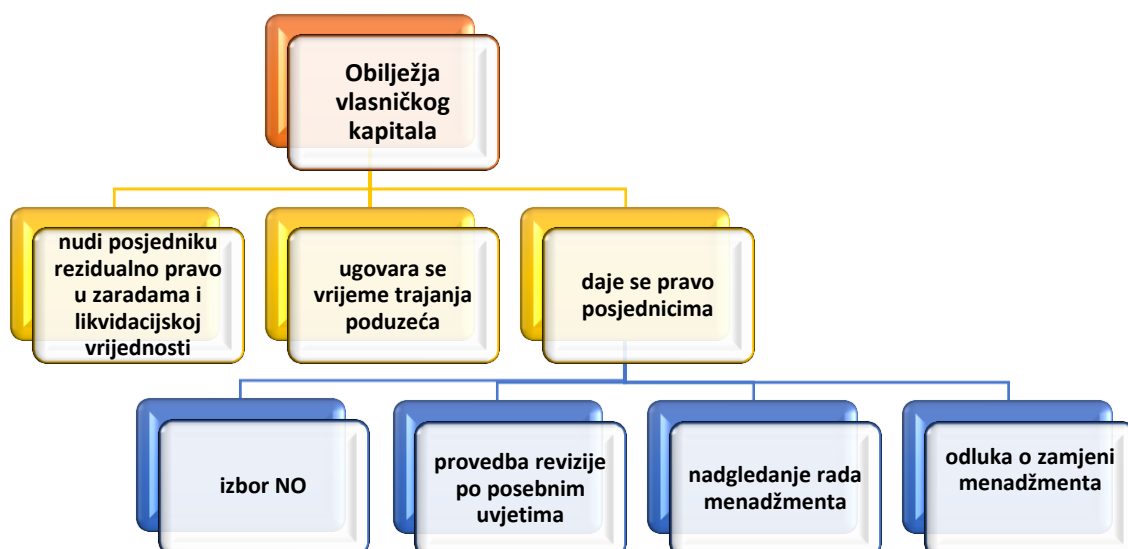 Obilježja
vlasničkog
kapitala
nudi posjedniku
rezidualno pravo
u zaradama i
likvidacijskoj
vrijednosti
ugovara se
vrijeme trajanja
poduzeća
daje se pravo
posjednicima
izbor NO
provedba revizije
po posebnim
uvjetima
nadgledanje rada
menadžmenta
odluka o zamjeni
menadžmenta